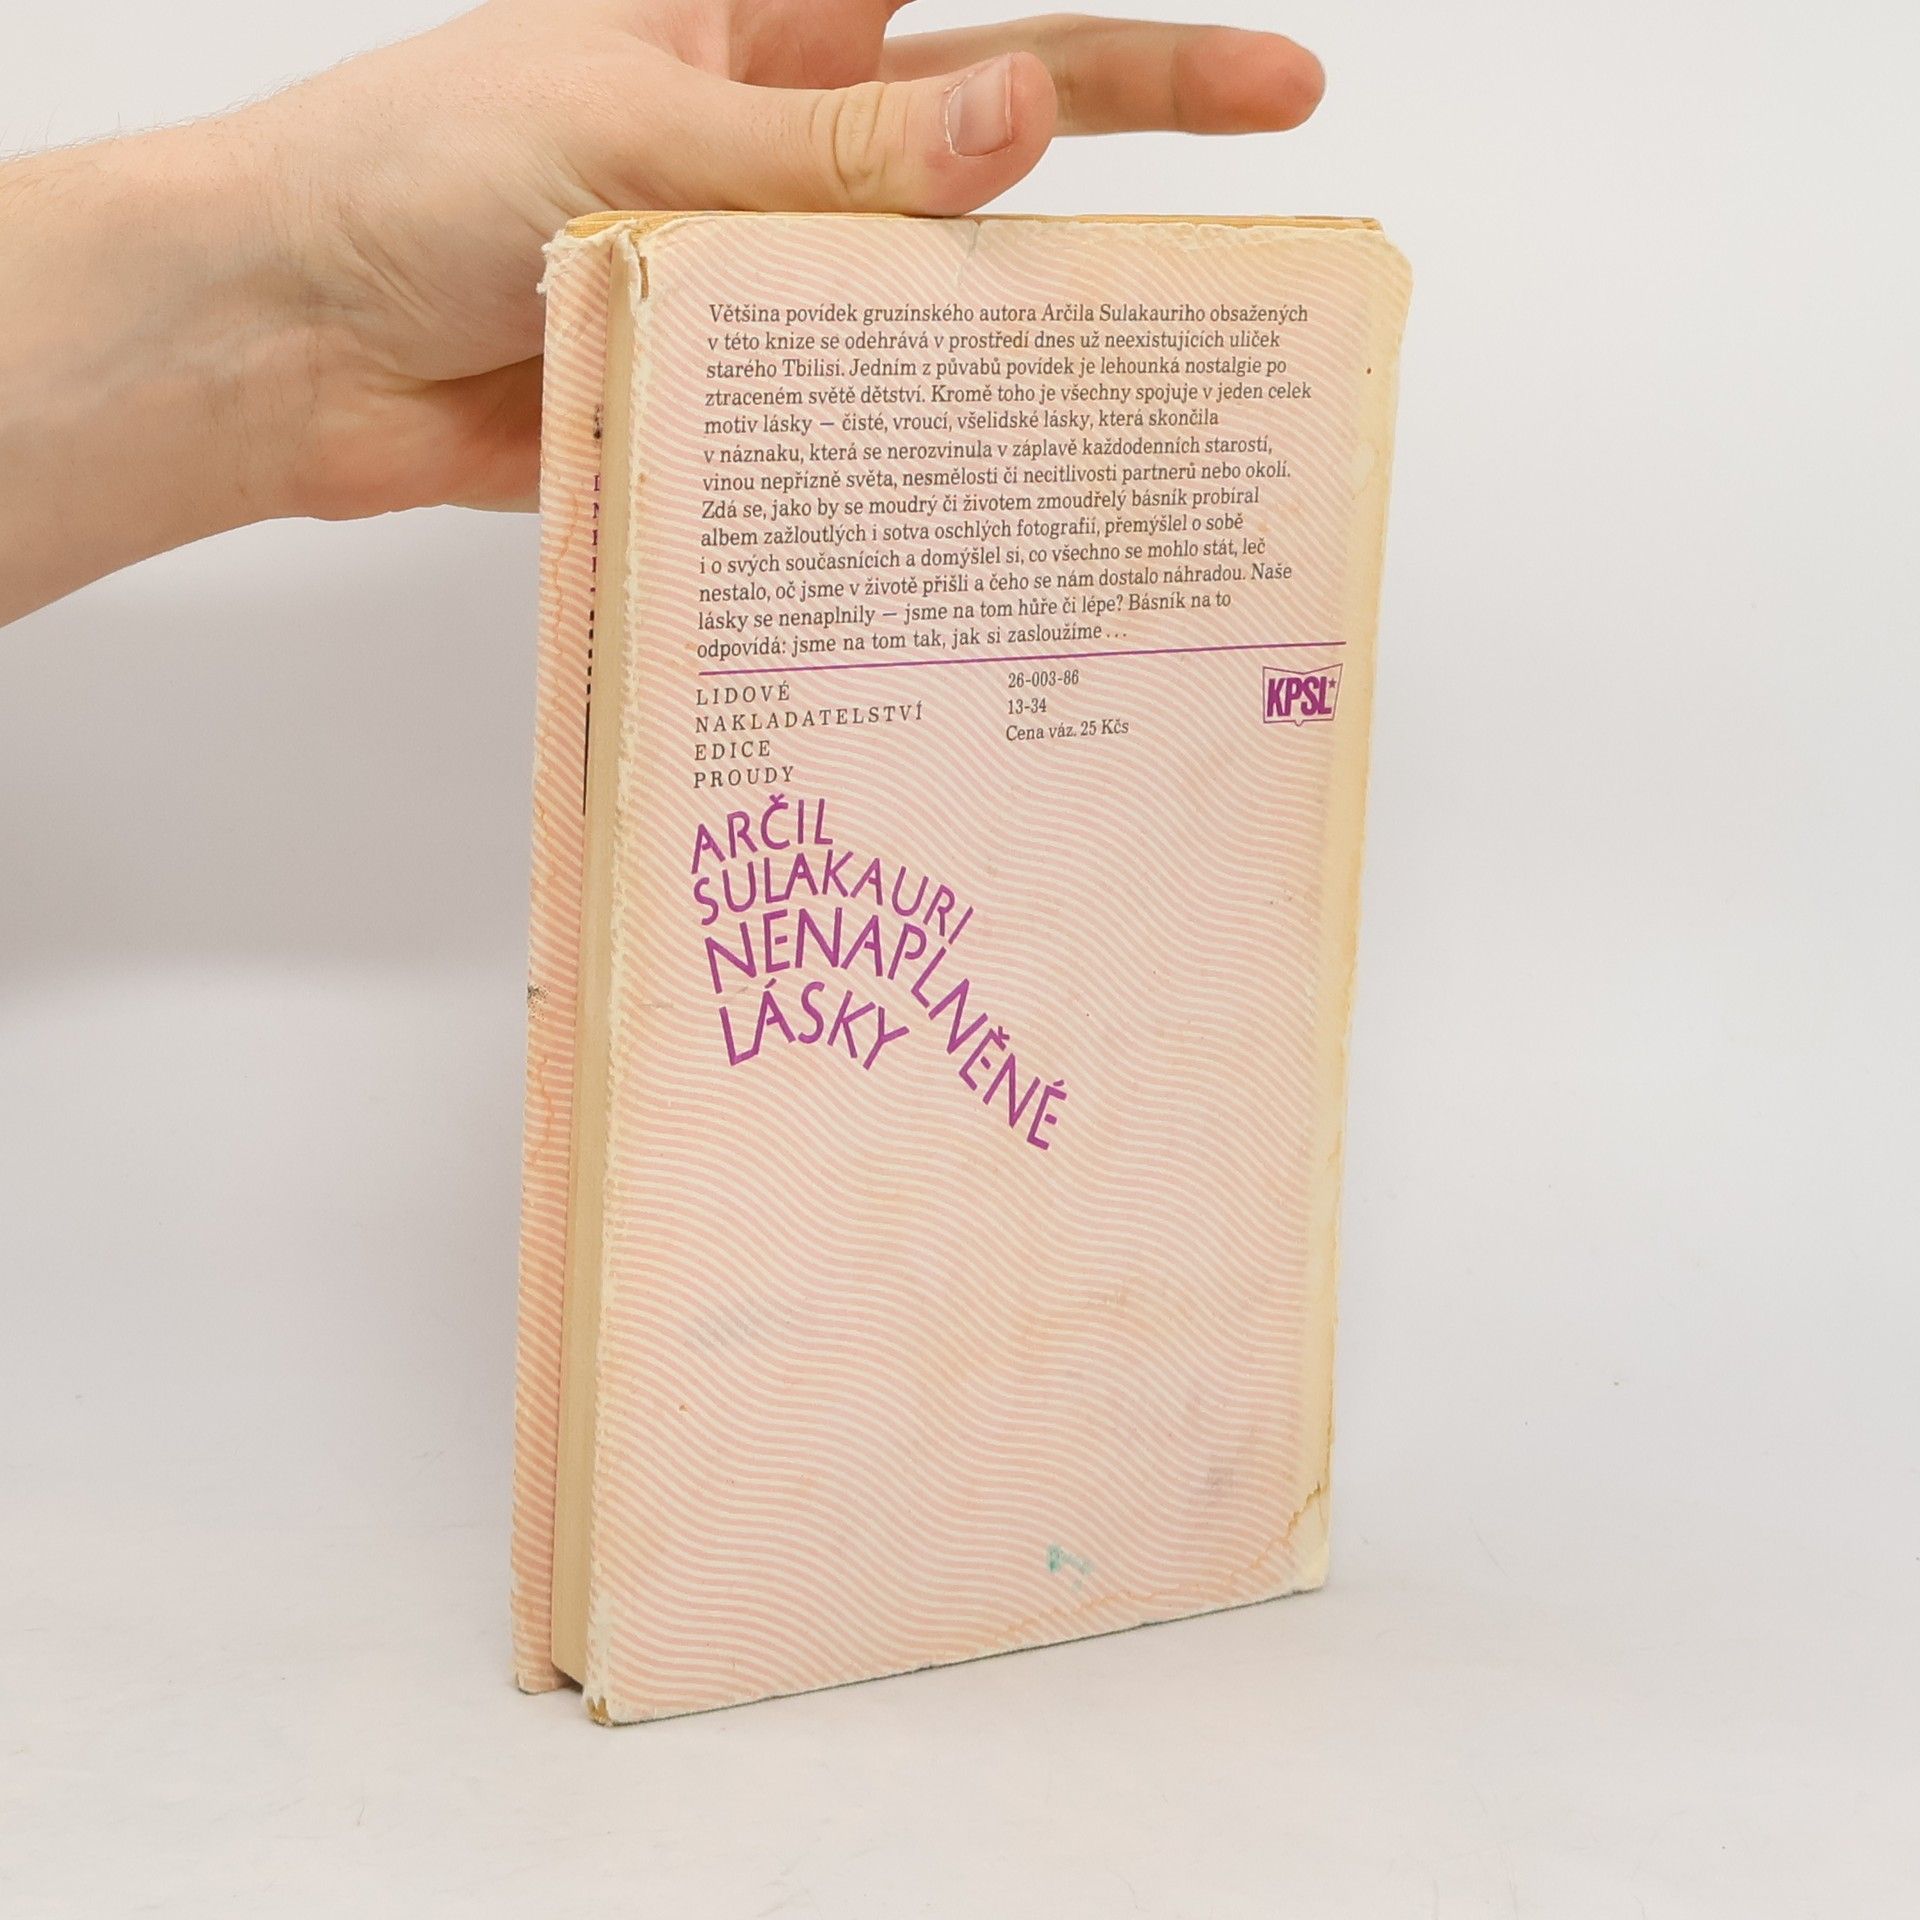 Většina povídek gruzínského autora Arčila Sulakauriho obsažených
v této knize se odehrává v prostředí dnes už neexistujících uliček
starého Tbilisi. Jedním z půvabů povídek je lehounká nostalgie po
ztraceném světě dětství. Kromě toho je všechny spojuje v jeden celek
motiv lásky — čisté, vroucí, všelidské lásky, která skončila
v náznaku, která se nerozvinula v záplavě každodenních starostí,
vinou nepřízně světa, nesmělosti či necitlivosti partnerů nebo okolí.
Zdá se, jako by se moudrý či životem zmoudřelý básník probíral
albem zažloutlých i sotva oschlých fotografií, přemýšlel o sobě
i o svých současnících a domýšlel si, co všechno se mohlo stát, leč
nestalo, oč jsme v životě přišli a čeho se nám dostalo náhradou. Naše
lásky se nenaplnily — jsme na tom hůře či lépe? Básník na to
odpovídá: jsme na tom tak, jak si zasloužíme...
LIDOVÉ
NAKLADATELSTVÍ
EDICE
PROUDY
26-003-86
13-34
Cena váz. 25 Kčs
KPSL
ARČIL
SULAKAURI
NENAPLNĚNÉ
LÁSKY